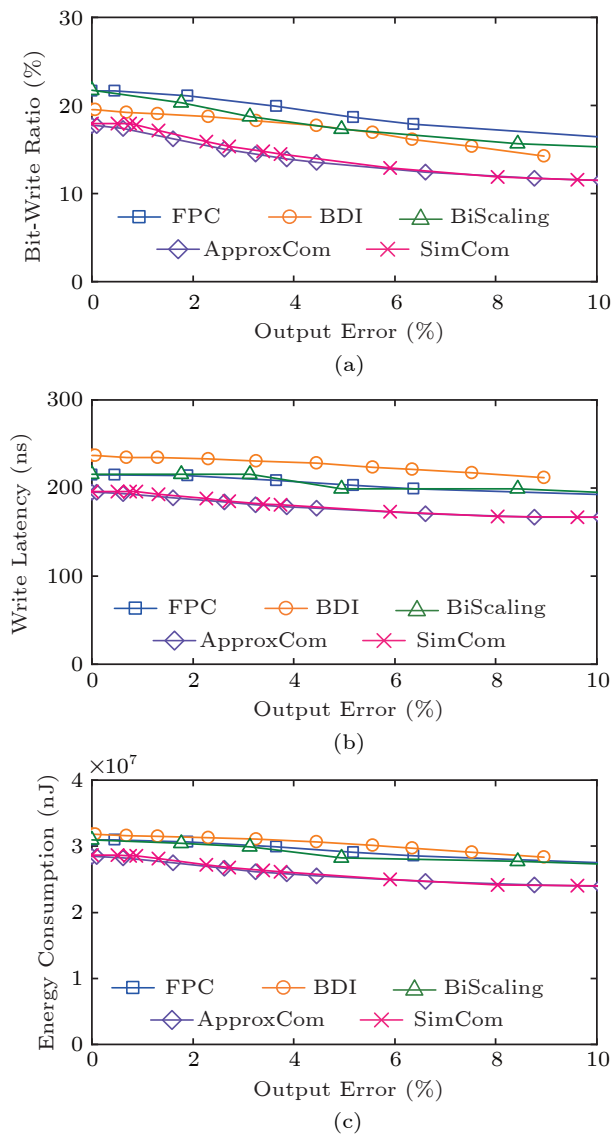 30
20
10
0
Bit-Write Ratio (%)
FPC BDI BiScaling
ApproxCom SimCom
0 2 4 6 8 10
Output Error (%)
(a)
300
200
100
0
Write Latency (ns)
FPC BDI BiScaling
ApproxCom SimCom
0 2 4 6 8 10
Output Error (%)
(b)
×10⁷
4
3
2
1
0
Energy Consumption (nJ)
FPC BDI BiScaling
ApproxCom SimCom
0 2 4 6 8 10
Output Error (%)
(c)